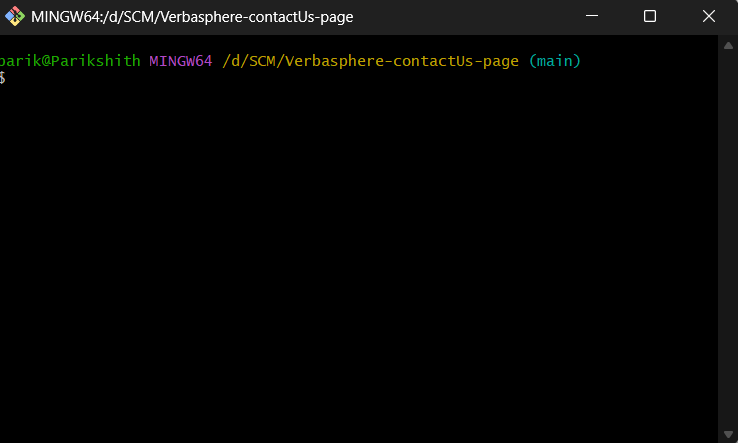 MINGW64:/d/SCM/Verbasphere-contactUs-page
parik@Parikshith MINGW64 /d/SCM/Verbasphere-contactUs-page (main)
$